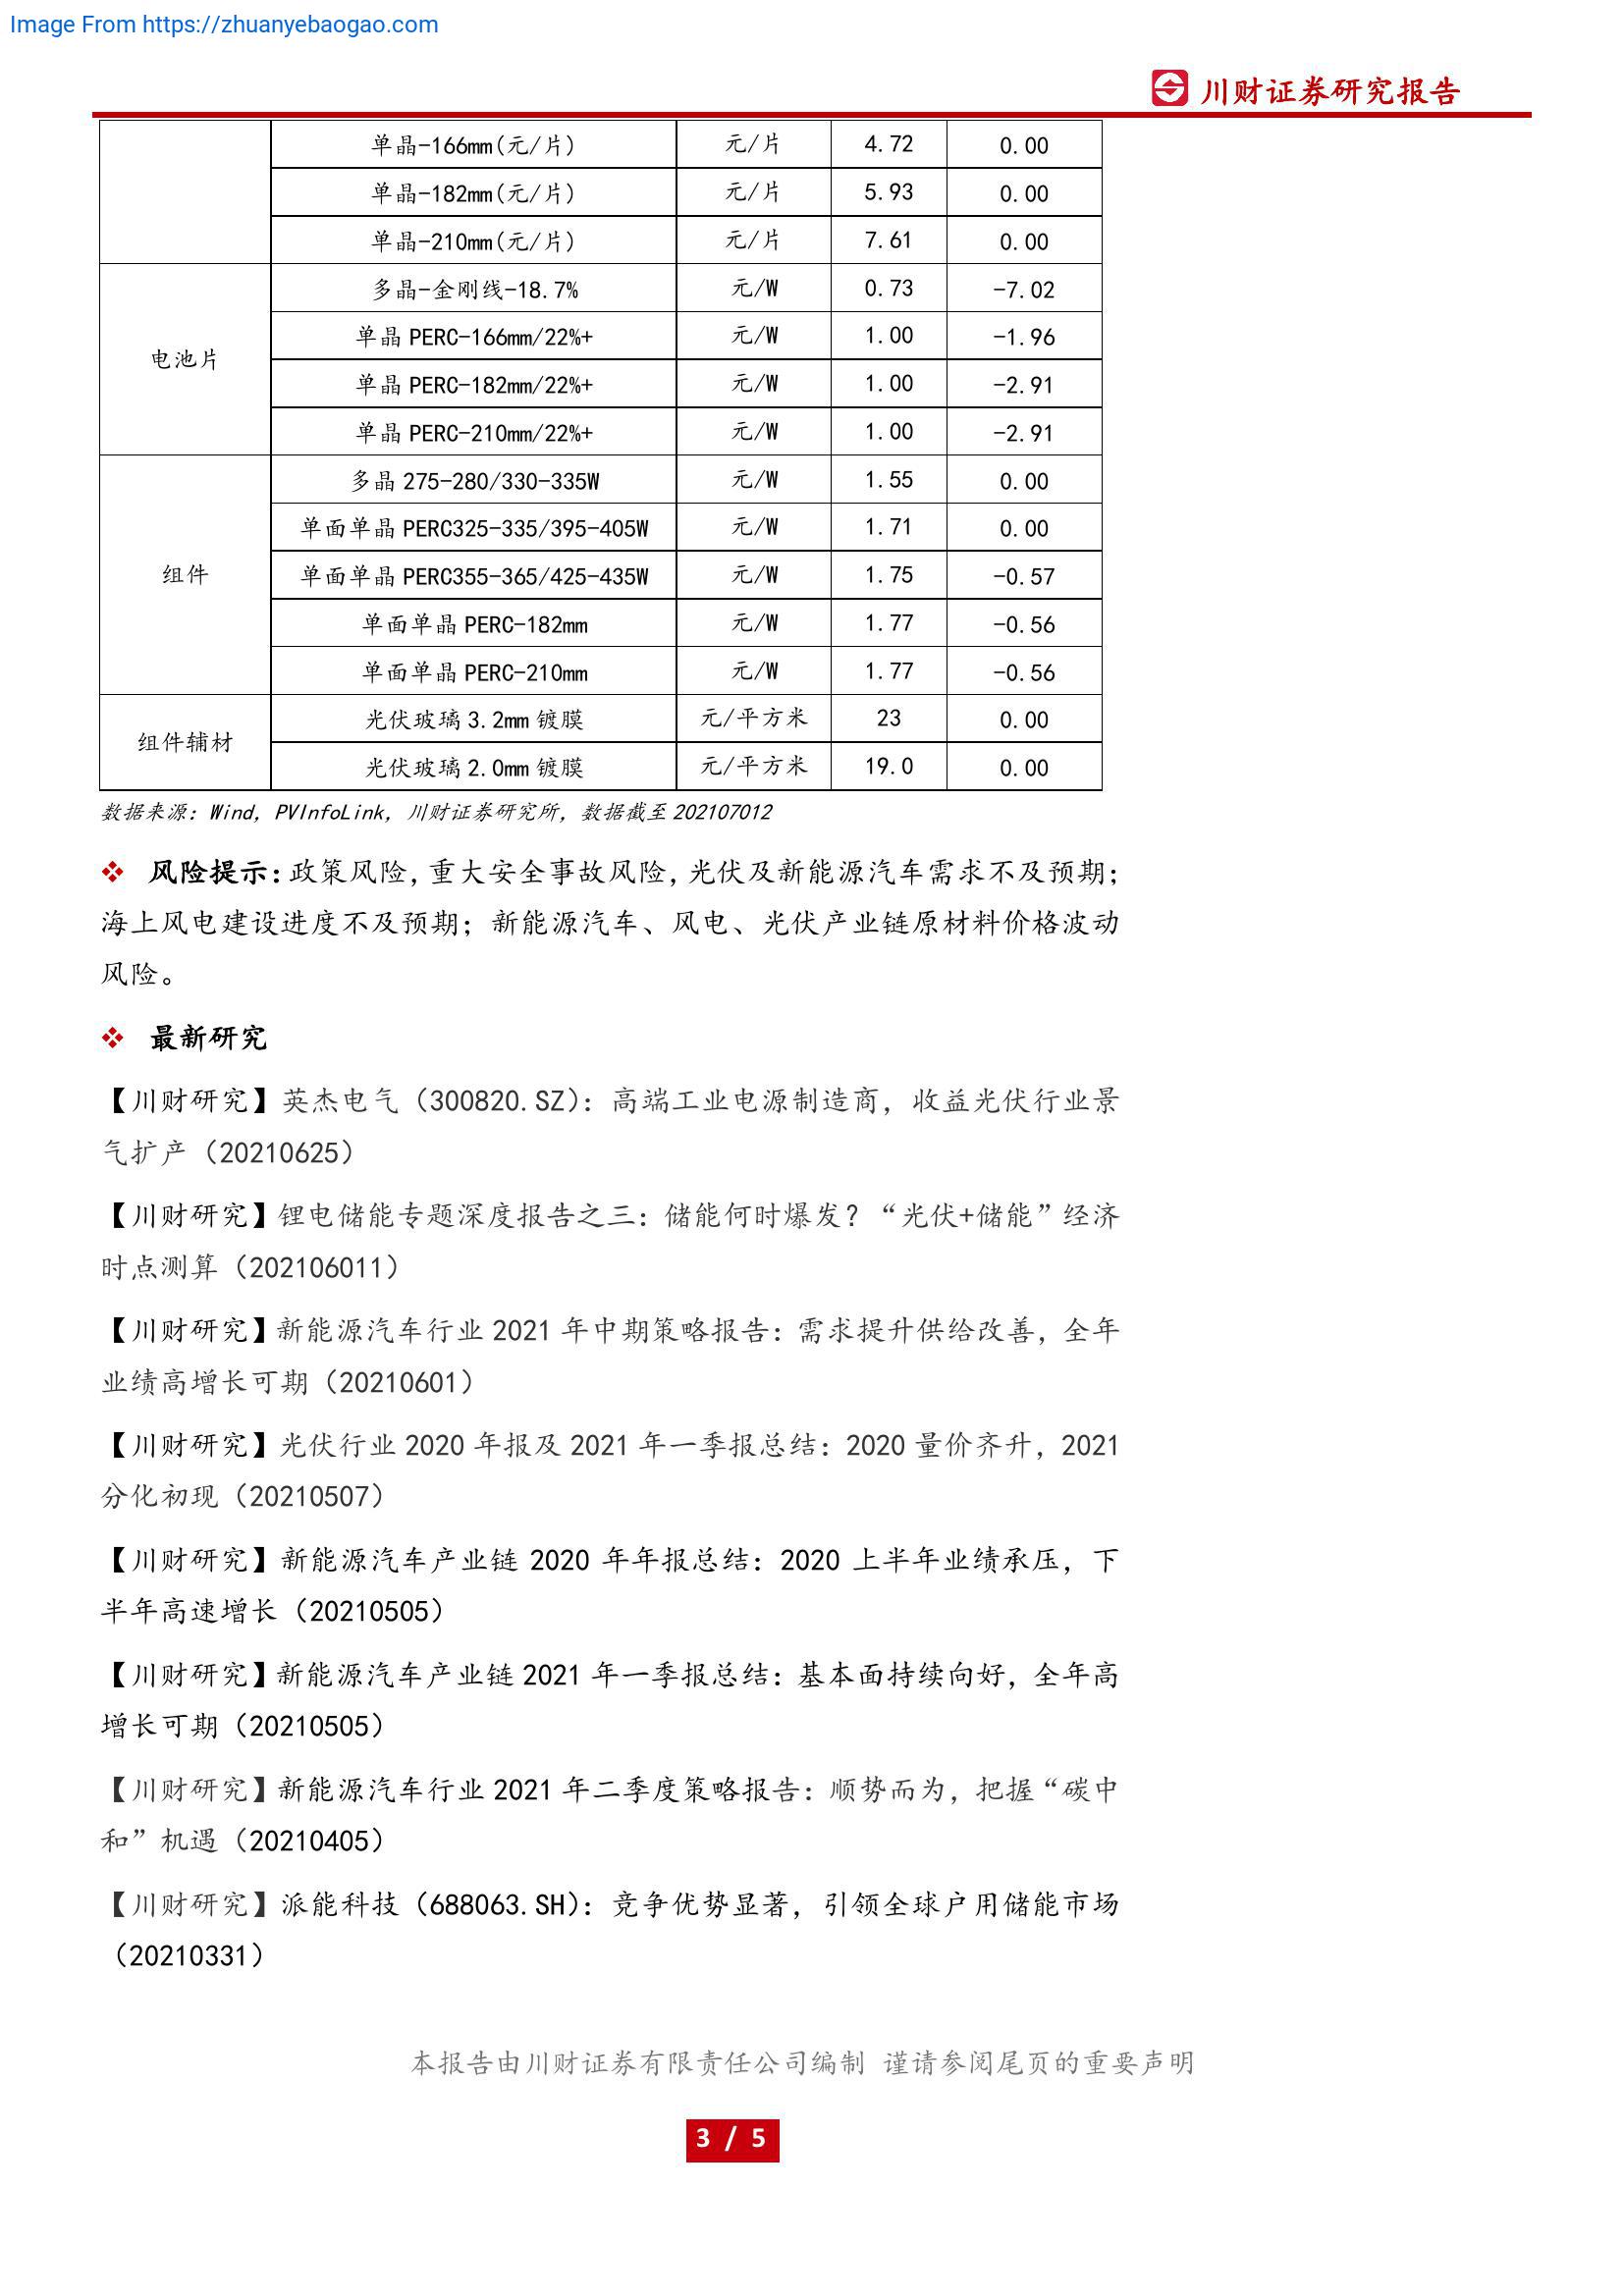 Image From https://zhuanyebaogao.com
川财证券研究报告
单晶-166mm(元/片) 元/片 4.72 0.00
单晶-182mm(元/片) 元/片 5.93 0.00
单晶-210mm(元/片) 元/片 7.61 0.00
电池片
多晶-金刚线-18.7% 元/W 0.73 -7.02
单晶 PERC-166mm/22%+ 元/W 1.00 -1.96
单晶 PERC-182mm/22%+ 元/W 1.00 -2.91
单晶 PERC-210mm/22%+ 元/W 1.00 -2.91
组件
多晶 275-280/330-335W 元/W 1.55 0.00
单面单晶 PERC325-335/395-405W 元/W 1.71 0.00
单面单晶 PERC355-365/425-435W 元/W 1.75 -0.57
单面单晶 PERC-182mm 元/W 1.77 -0.56
单面单晶 PERC-210mm 元/W 1.77 -0.56
组件辅材
光伏玻璃 3.2mm 镀膜 元/平方米 23 0.00
光伏玻璃 2.0mm 镀膜 元/平方米 19.0 0.00
数据来源：Wind，PVInfoLink，川财证券研究所，数据截至 202107012
❖ 风险提示：政策风险，重大安全事故风险，光伏及新能源汽车需求不及预期；
海上风电建设进度不及预期；新能源汽车、风电、光伏产业链原材料价格波动
风险。
❖ 最新研究
【川财研究】英杰电气（300820.SZ）：高端工业电源制造商，收益光伏行业景
气扩产（20210625）
【川财研究】锂电储能专题深度报告之三：储能何时爆发？“光伏+储能”经济
时点测算（202106011）
【川财研究】新能源汽车行业 2021 年中期策略报告：需求提升供给改善，全年
业绩高增长可期（20210601）
【川财研究】光伏行业 2020 年报及 2021 年一季报总结：2020 量价齐升，2021
分化初现（20210507）
【川财研究】新能源汽车产业链 2020 年年报总结：2020 上半年业绩承压，下
半年高速增长（20210505）
【川财研究】新能源汽车产业链 2021 年一季报总结：基本面持续向好，全年高
增长可期（20210505）
【川财研究】新能源汽车行业 2021 年二季度策略报告：顺势而为，把握“碳中
和”机遇（20210405）
【川财研究】派能科技（688063.SH）：竞争优势显著，引领全球户用储能市场
（20210331）
本报告由川财证券有限责任公司编制 谨请参阅尾页的重要声明
3 / 5